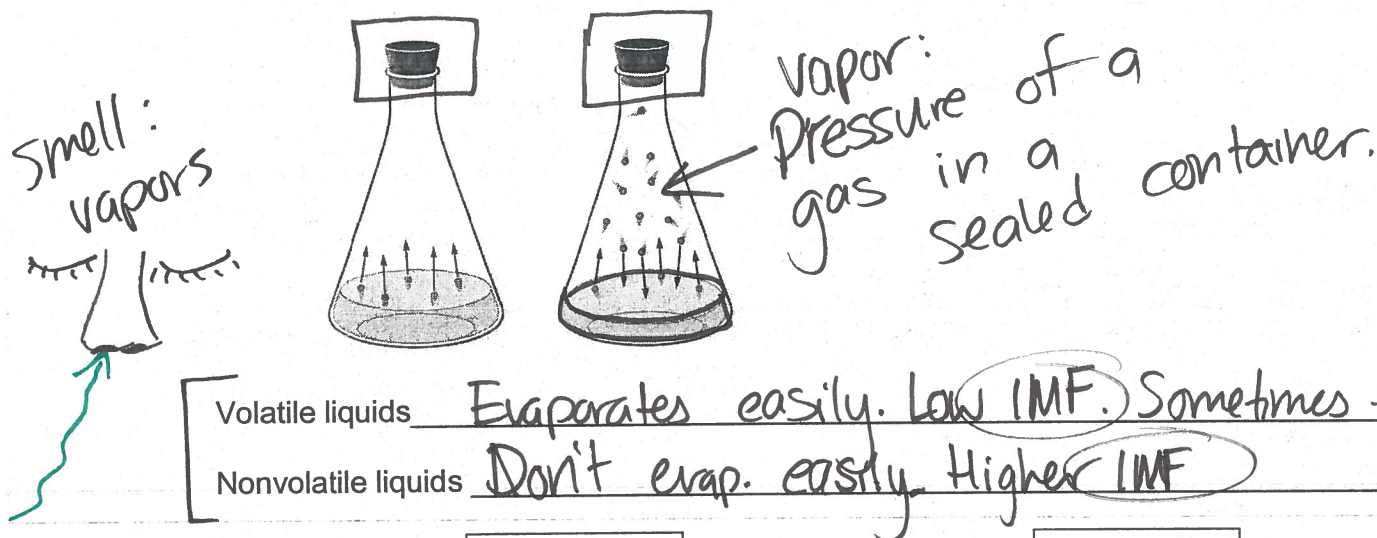 smell:
vapors
vapor:
Pressure of a
gas in a
sealed container.
Volatile liquids Evaporates easily. Low IMF. Sometimes
Nonvolatile liquids Don't evap. easily. Higher IMF